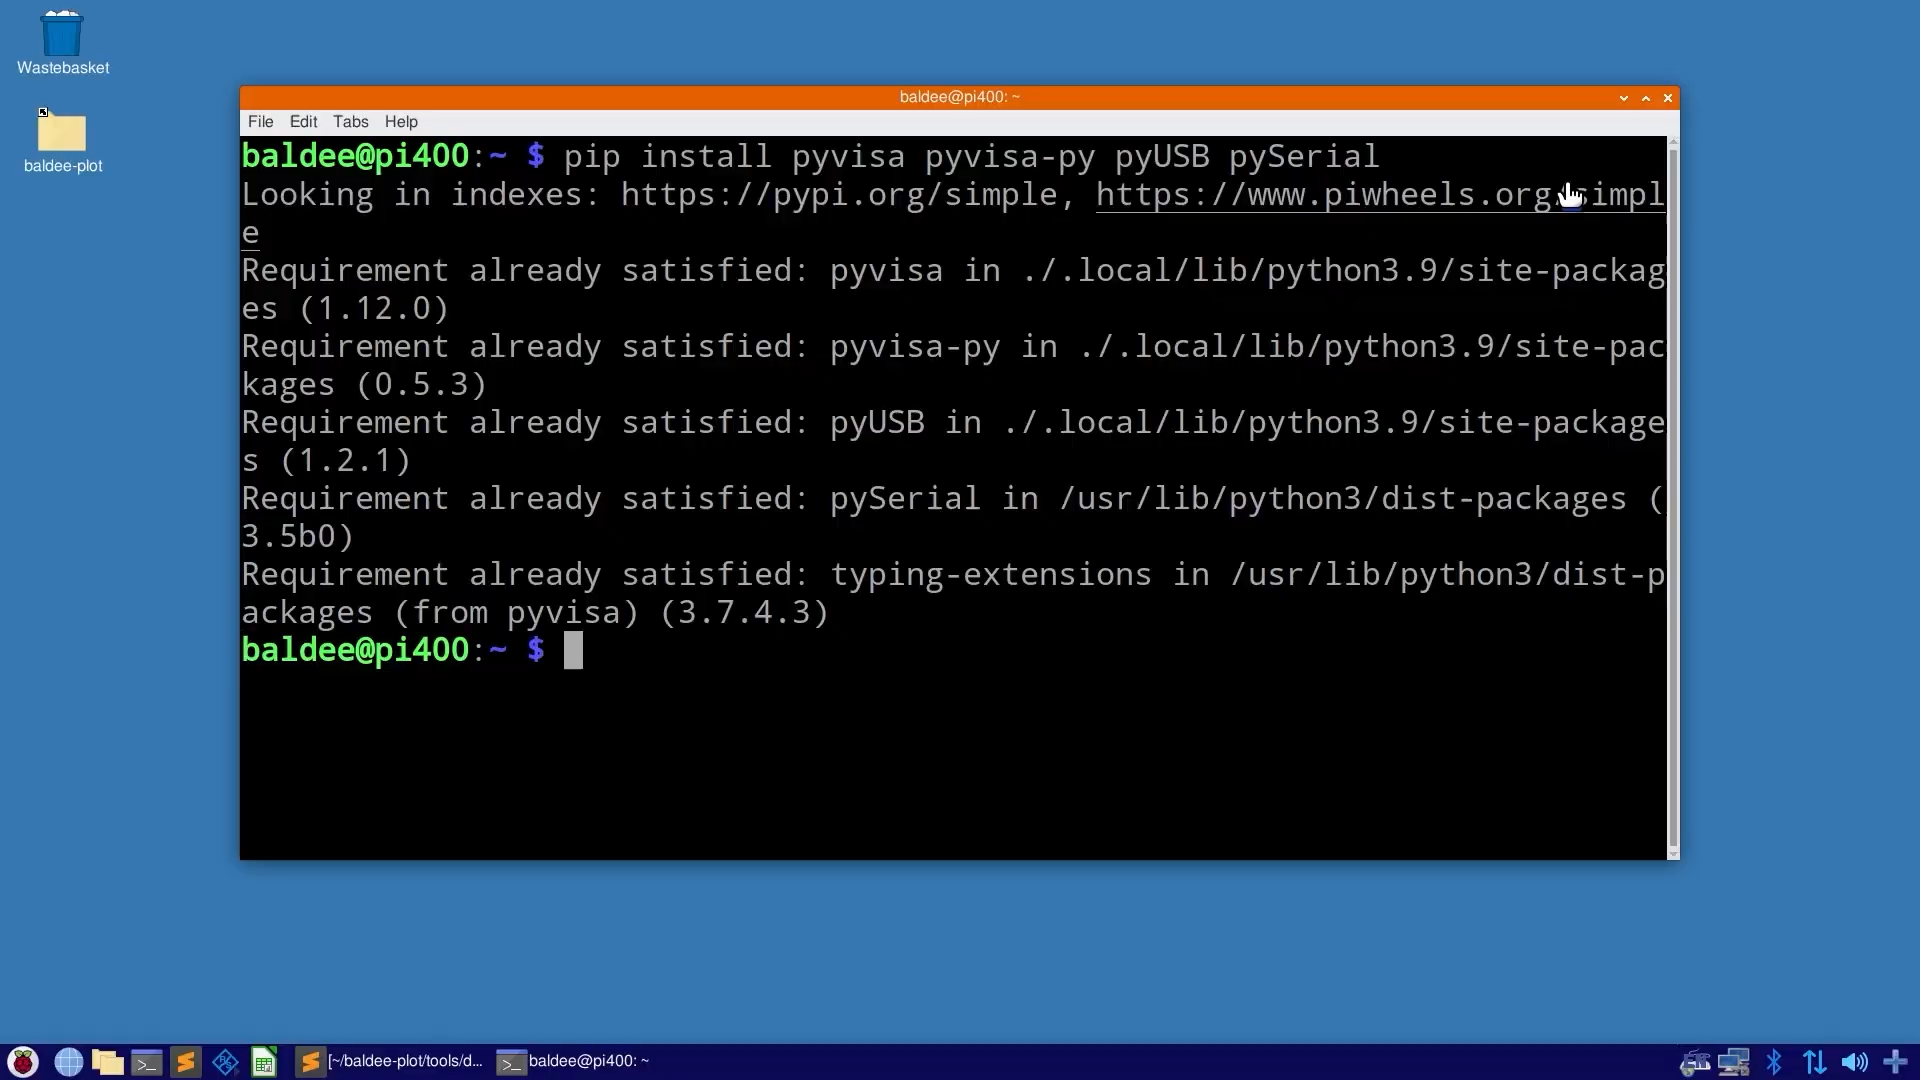 Wastebasket
baldee-plot
baldee@pi400: ~
File Edit Tabs Help
baldee@pi400:~ $ pip install pyvisa pyvisa-py pyUSB pySerial
Looking in indexes: https://pypi.org/simple, https://www.piwheels.org/simpl
e
Requirement already satisfied: pyvisa in ./.local/lib/python3.9/site-packag
es (1.12.0)
Requirement already satisfied: pyvisa-py in ./.local/lib/python3.9/site-pac
kages (0.5.3)
Requirement already satisfied: pyUSB in ./.local/lib/python3.9/site-package
s (1.2.1)
Requirement already satisfied: pySerial in /usr/lib/python3/dist-packages (
3.5b0)
Requirement already satisfied: typing-extensions in /usr/lib/python3/dist-p
ackages (from pyvisa) (3.7.4.3)
baldee@pi400:~ $
[~/baldee-plot/tools/d... baldee@pi400: ~